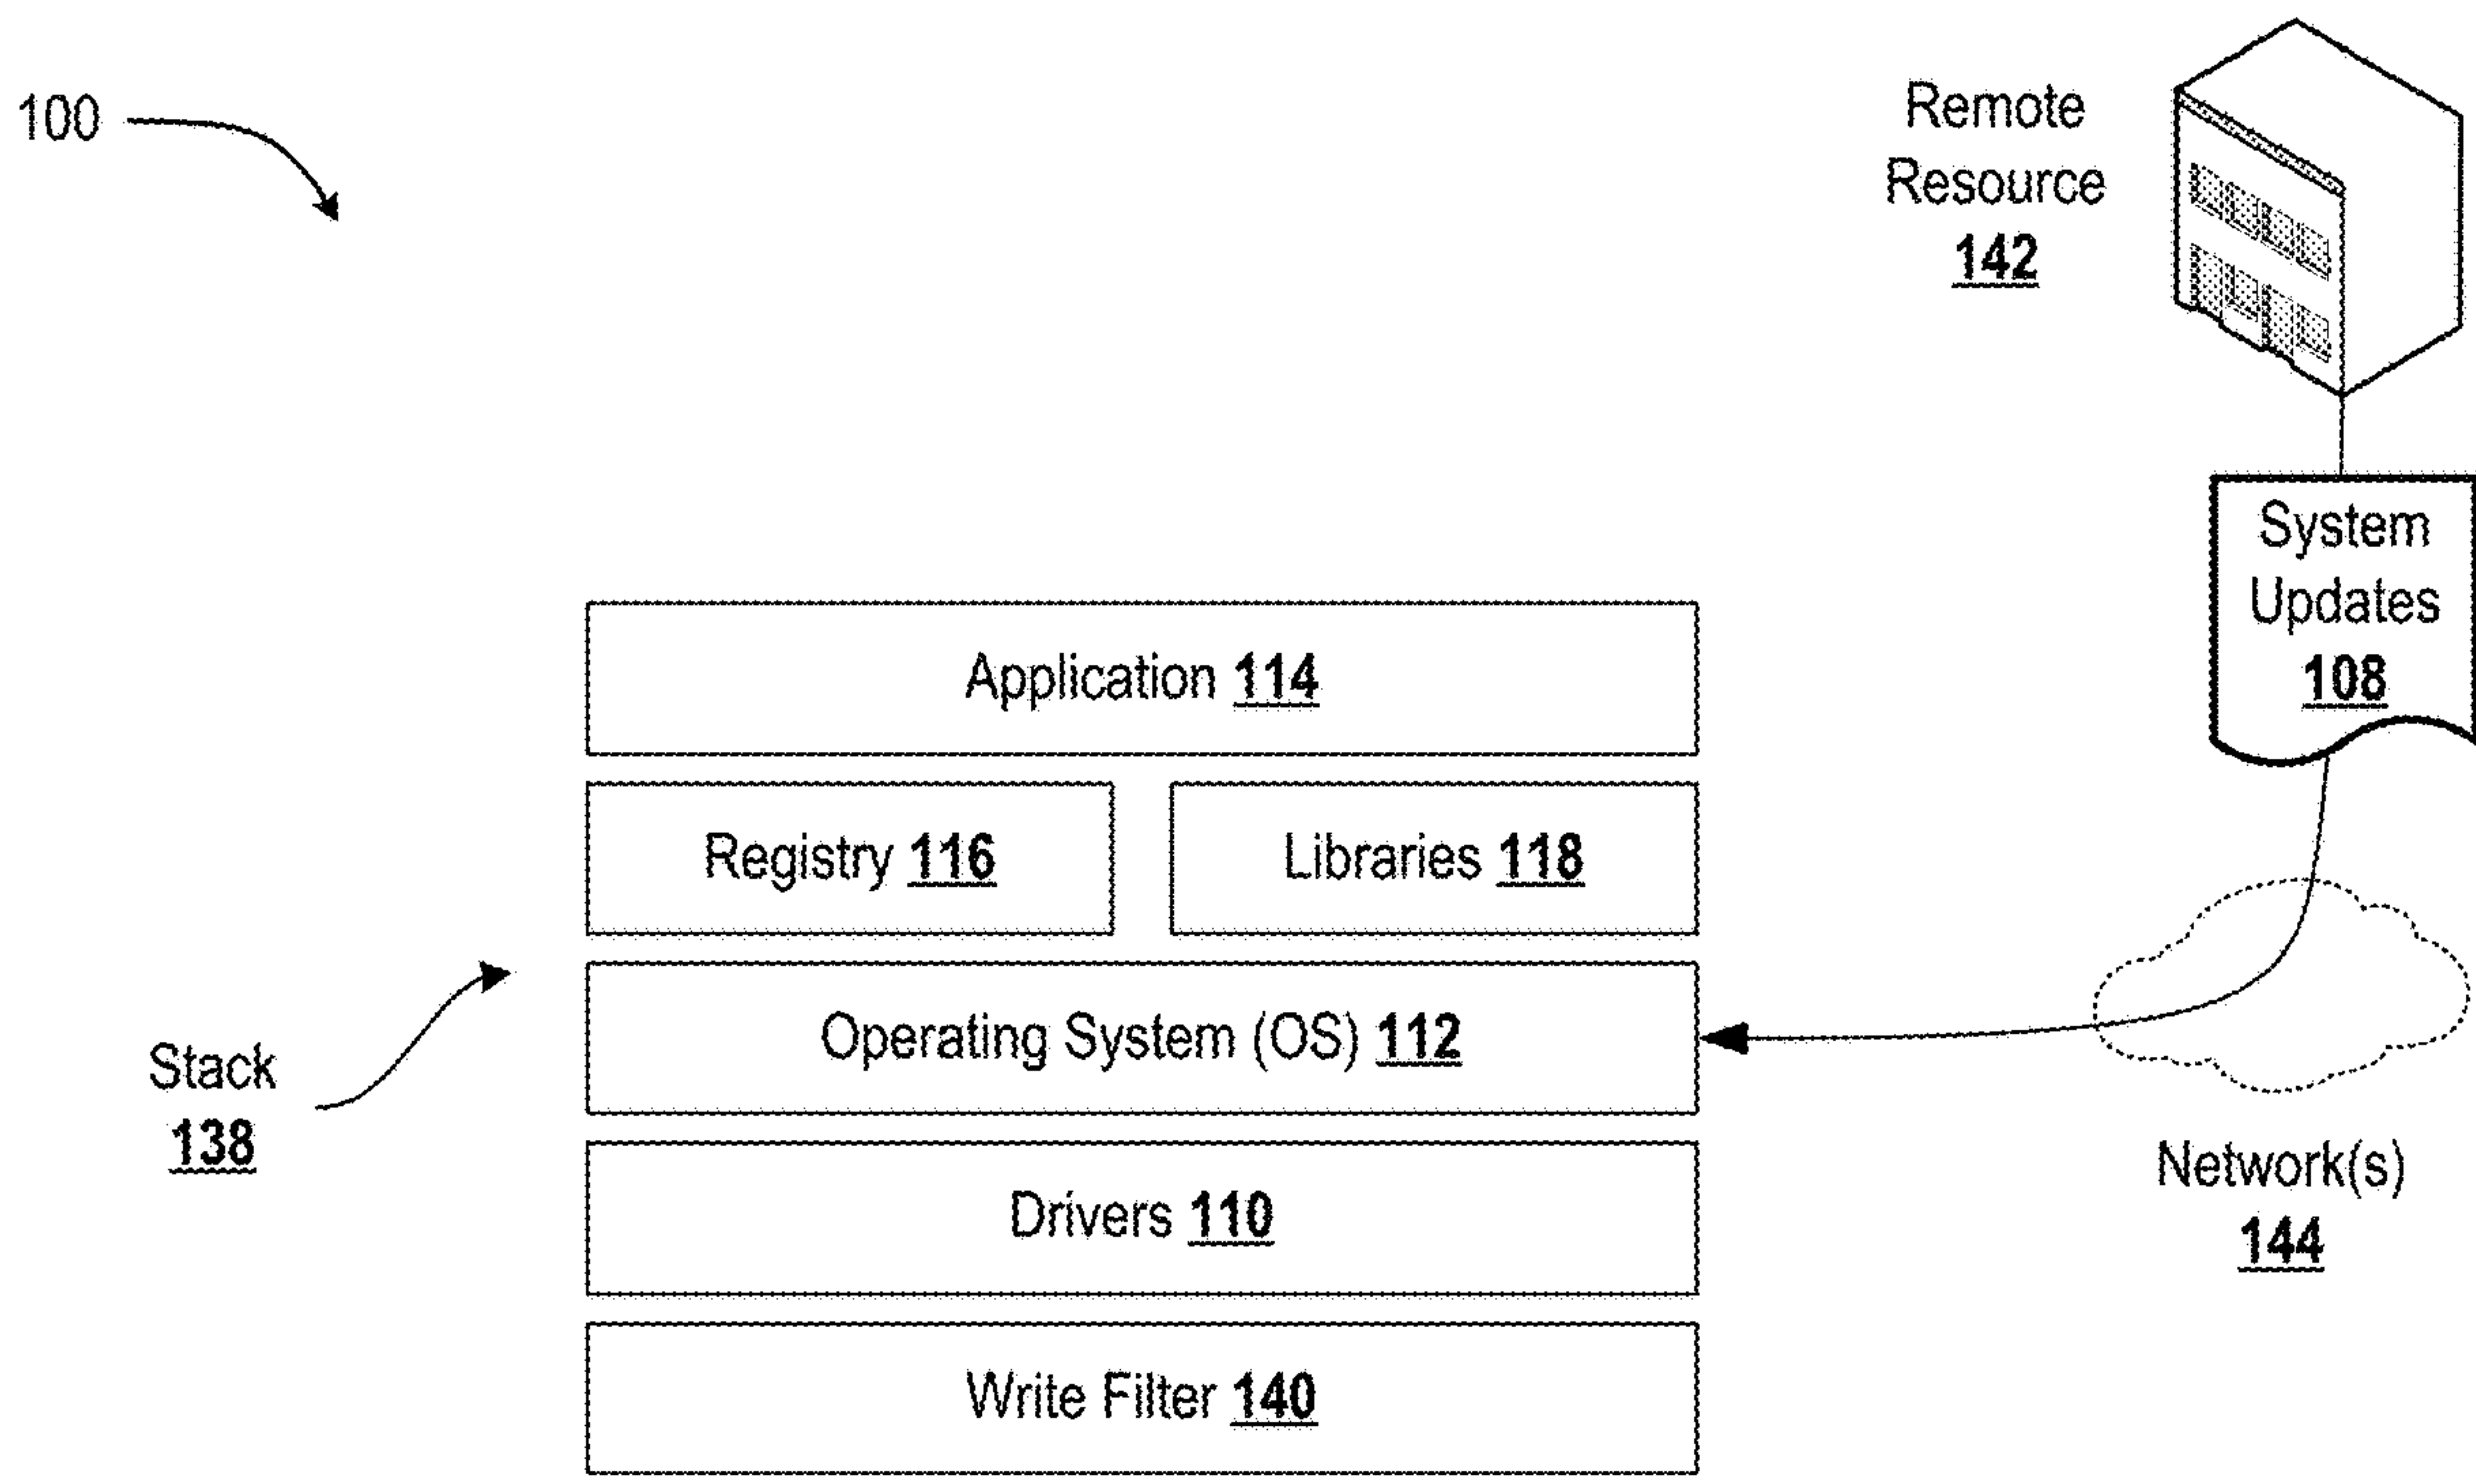 100
Remote
Resource
142
System
Updates
108
Application 114
Registry 116
Libraries 118
Operating System (OS) 112
Stack
138
Drivers 110
Network(s)
144
Write Filter 140